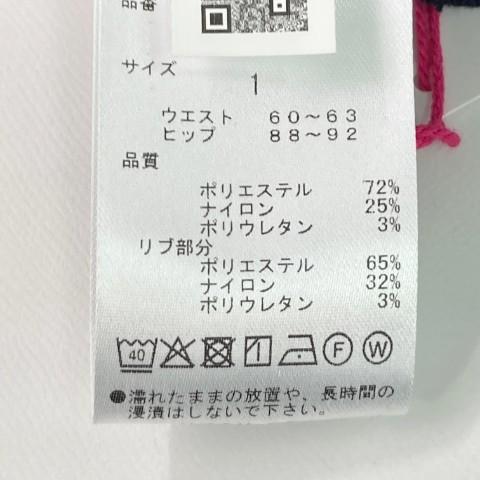 品番
サイズ
1
ウエスト 60～63
ヒップ 88～92
品質
ポリエステル 72%
ナイロン 25%
ポリウレタン 3%
リブ部分
ポリエステル 65%
ナイロン 32%
ポリウレタン 3%
40 F W
●濡れたままの放置や、長時間の
浸漬はしないで下さい。